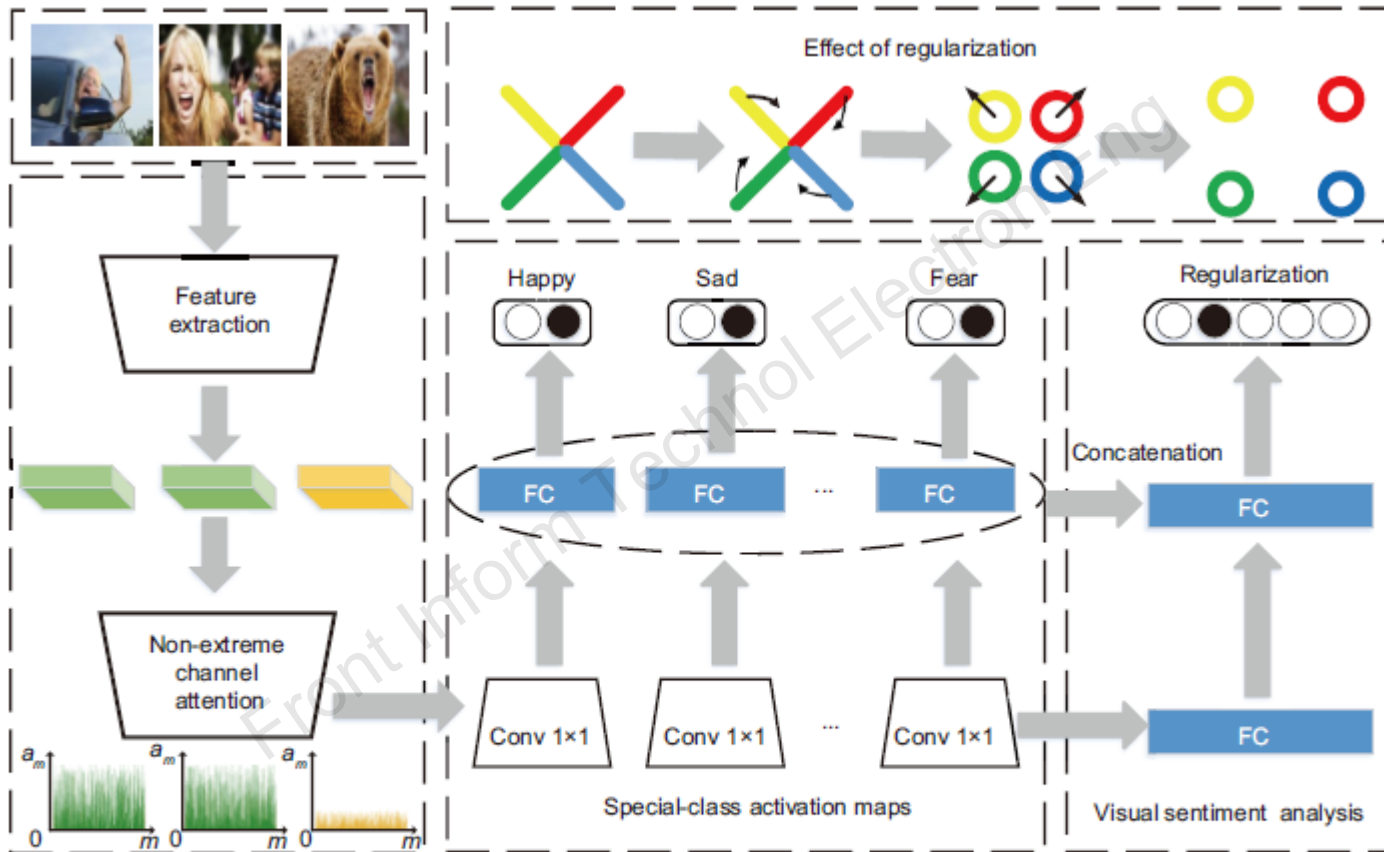 Effect of regularization
Feature
extraction
Non-extreme
channel
attention
a_m
0
m
a_m
0
m
a_m
0
m
Happy
Sad
Fear
FC
FC
...
FC
Conv 1×1
Conv 1×1
...
Conv 1×1
Special-class activation maps
Regularization
Concatenation
FC
FC
Visual sentiment analysis
Front Inform Technol Electron Eng